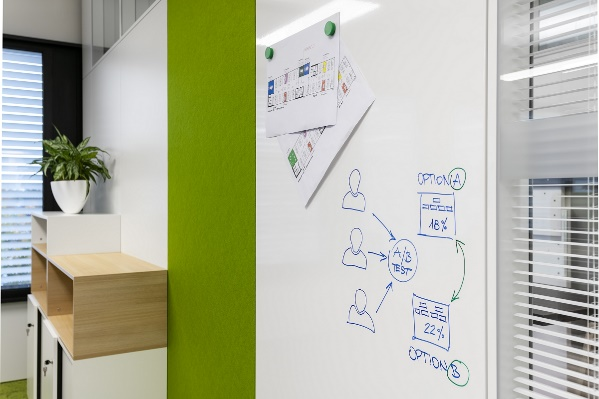 OPTION A
18%
A/B
TEST
22%
OPTION B